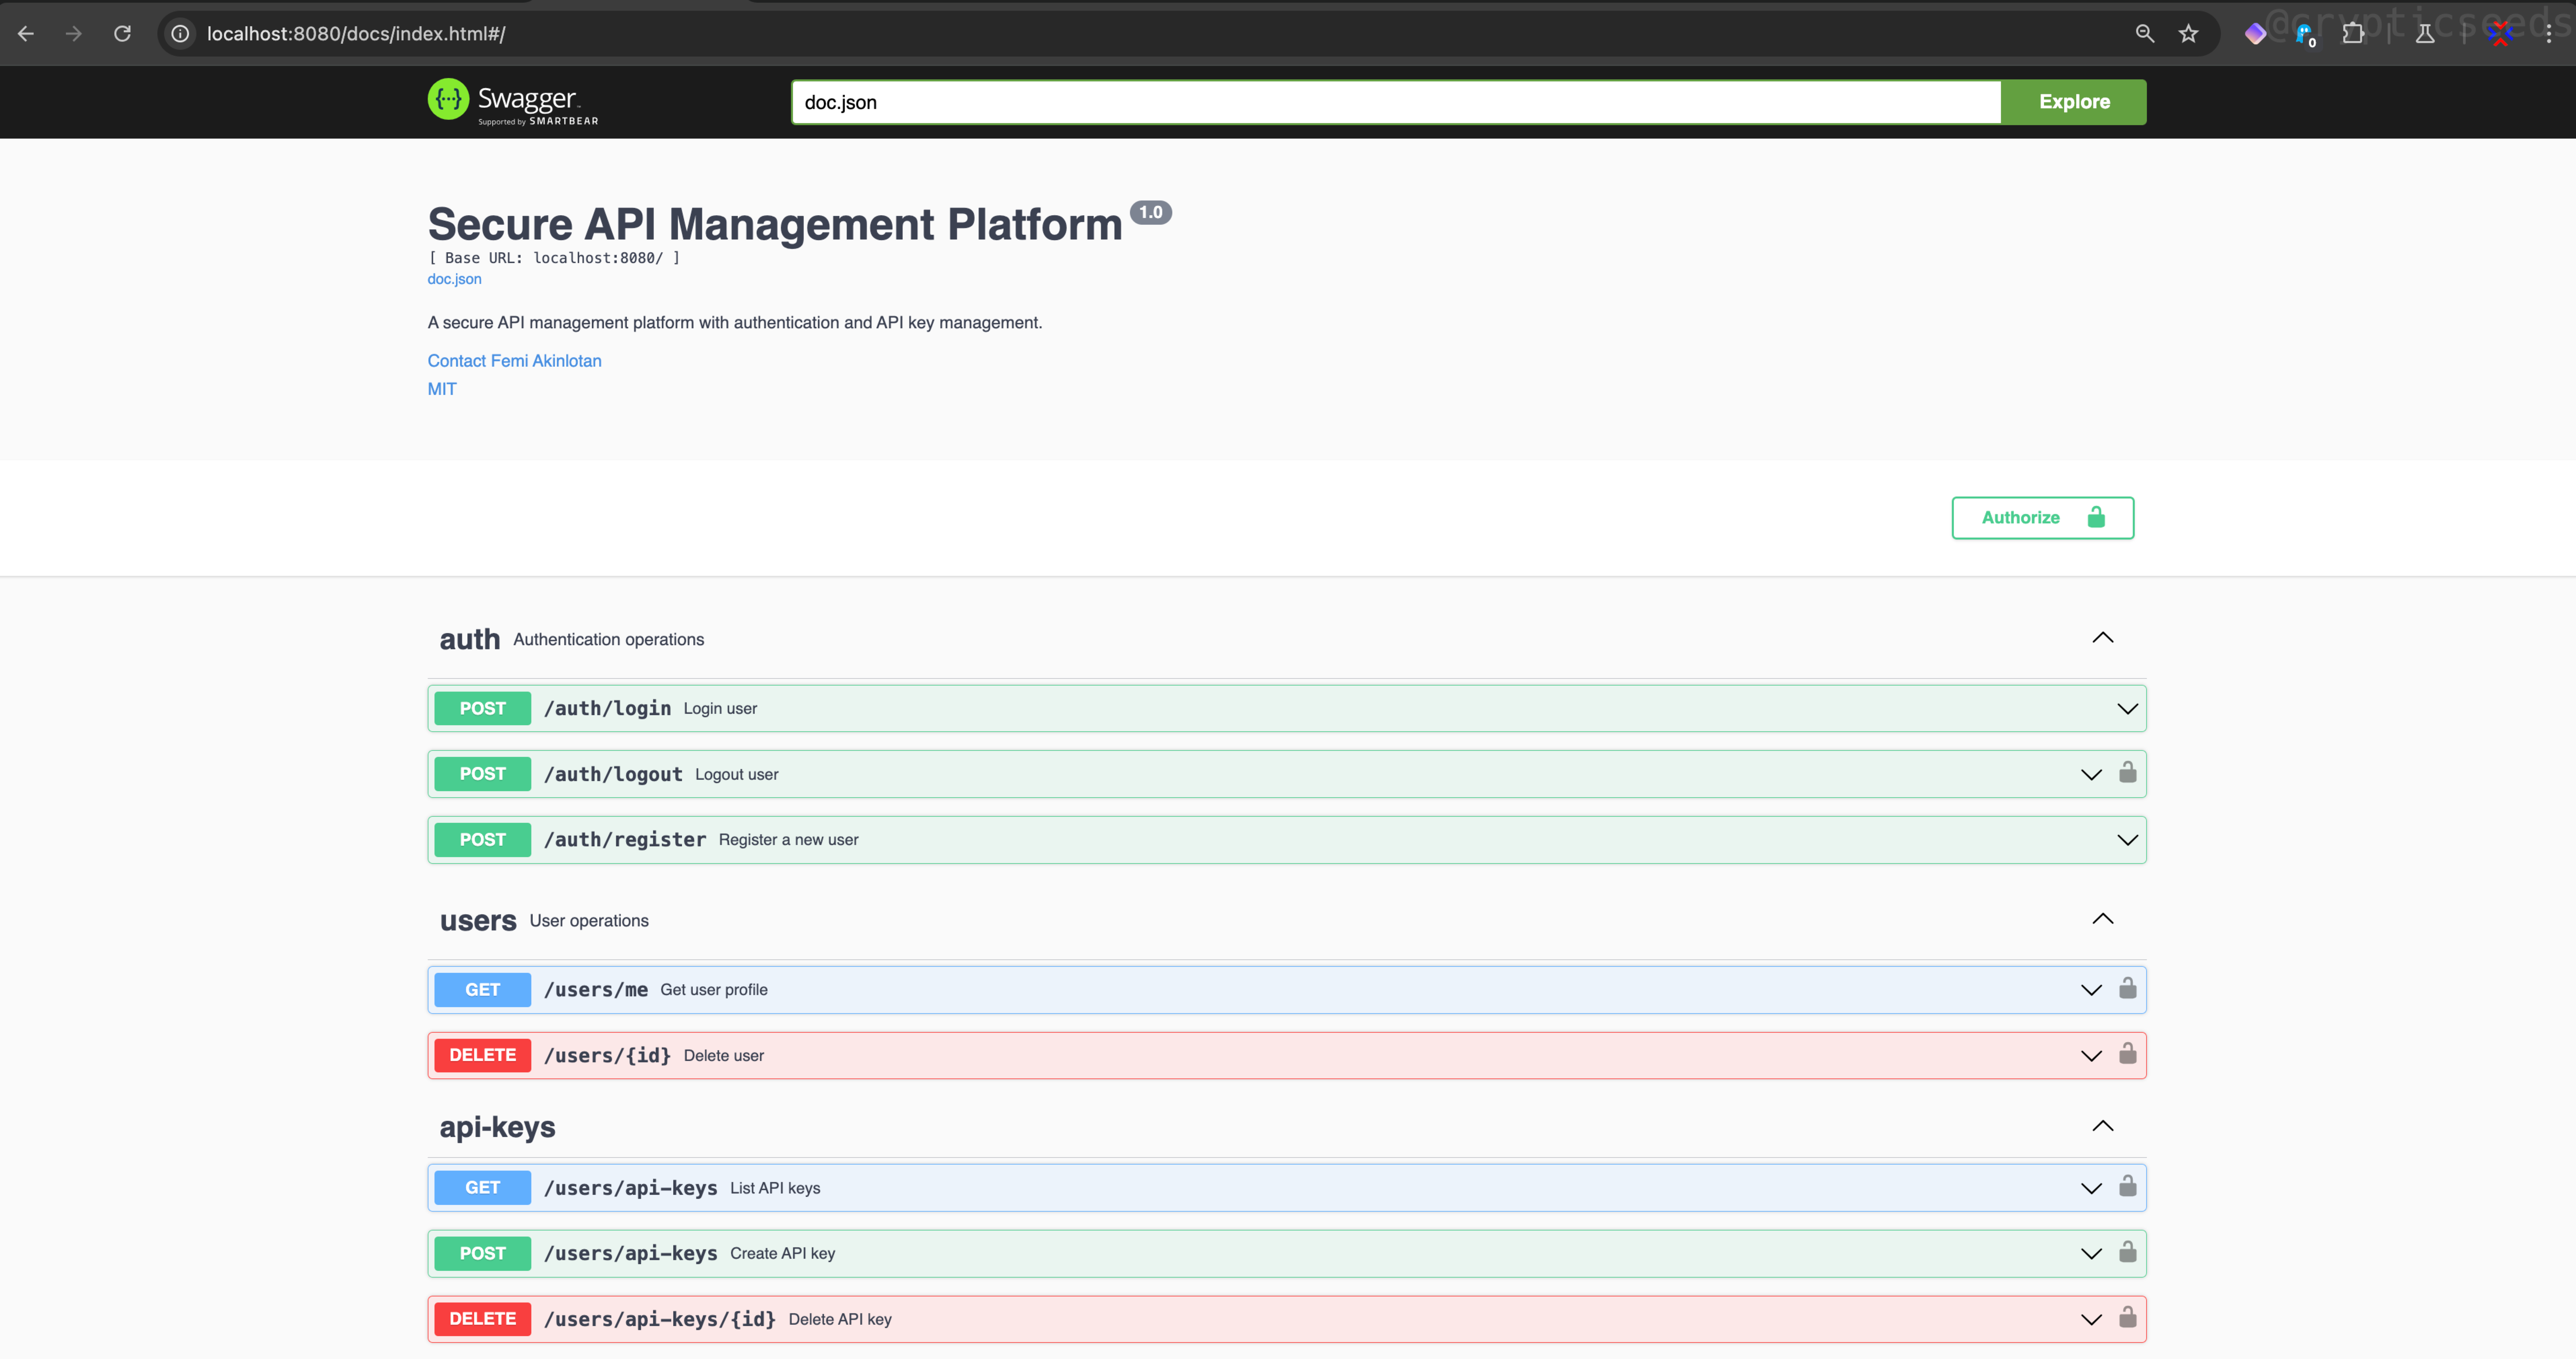 @crypticseeds
localhost:8080/docs/index.html#/
0
{···} Swagger™
Supported by SMARTBEAR
doc.json
Explore
Secure API Management Platform 1.0
[ Base URL: localhost:8080/ ]
doc.json
A secure API management platform with authentication and API key management.
Contact Femi Akinlotan
MIT
Authorize
auth Authentication operations
POST /auth/login Login user
POST /auth/logout Logout user
POST /auth/register Register a new user
users User operations
GET /users/me Get user profile
DELETE /users/{id} Delete user
api-keys
GET /users/api-keys List API keys
POST /users/api-keys Create API key
DELETE /users/api-keys/{id} Delete API key